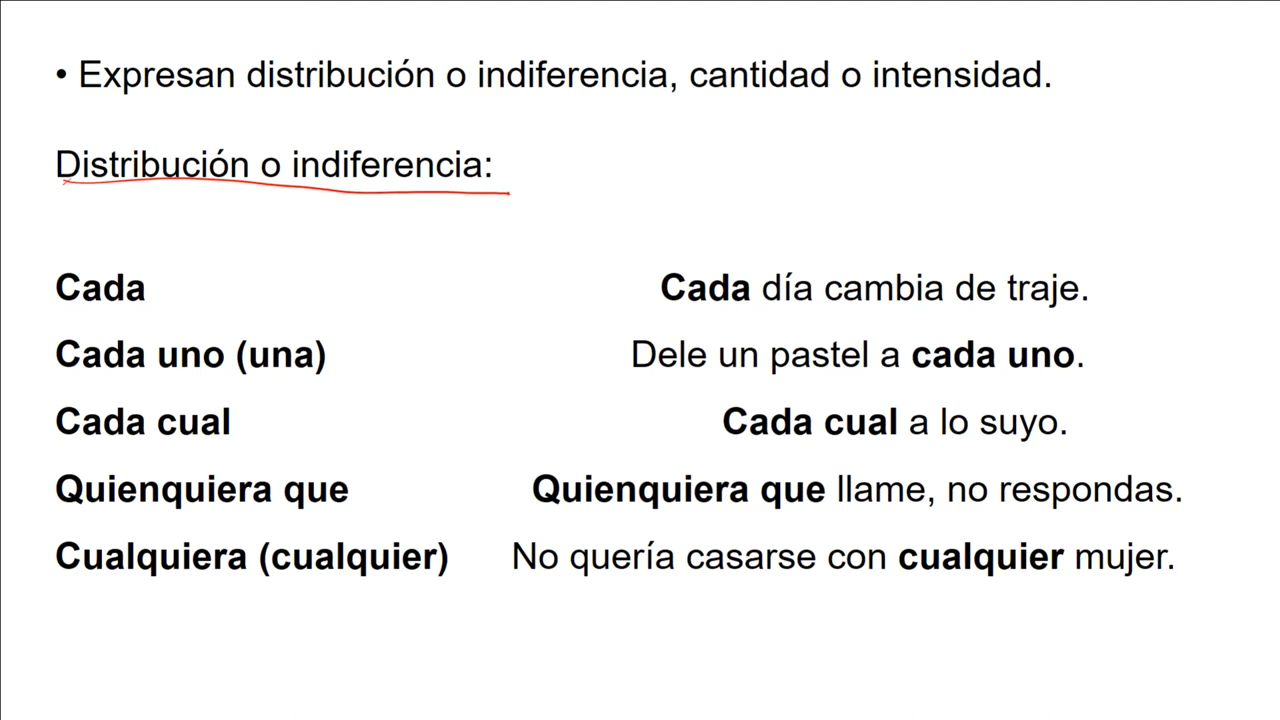 • Expresan distribución o indiferencia, cantidad o intensidad.
Distribución o indiferencia:
Cada Cada día cambia de traje.
Cada uno (una) Dele un pastel a cada uno.
Cada cual Cada cual a lo suyo.
Quienquiera que Quienquiera que llame, no respondas.
Cualquiera (cualquier) No quería casarse con cualquier mujer.